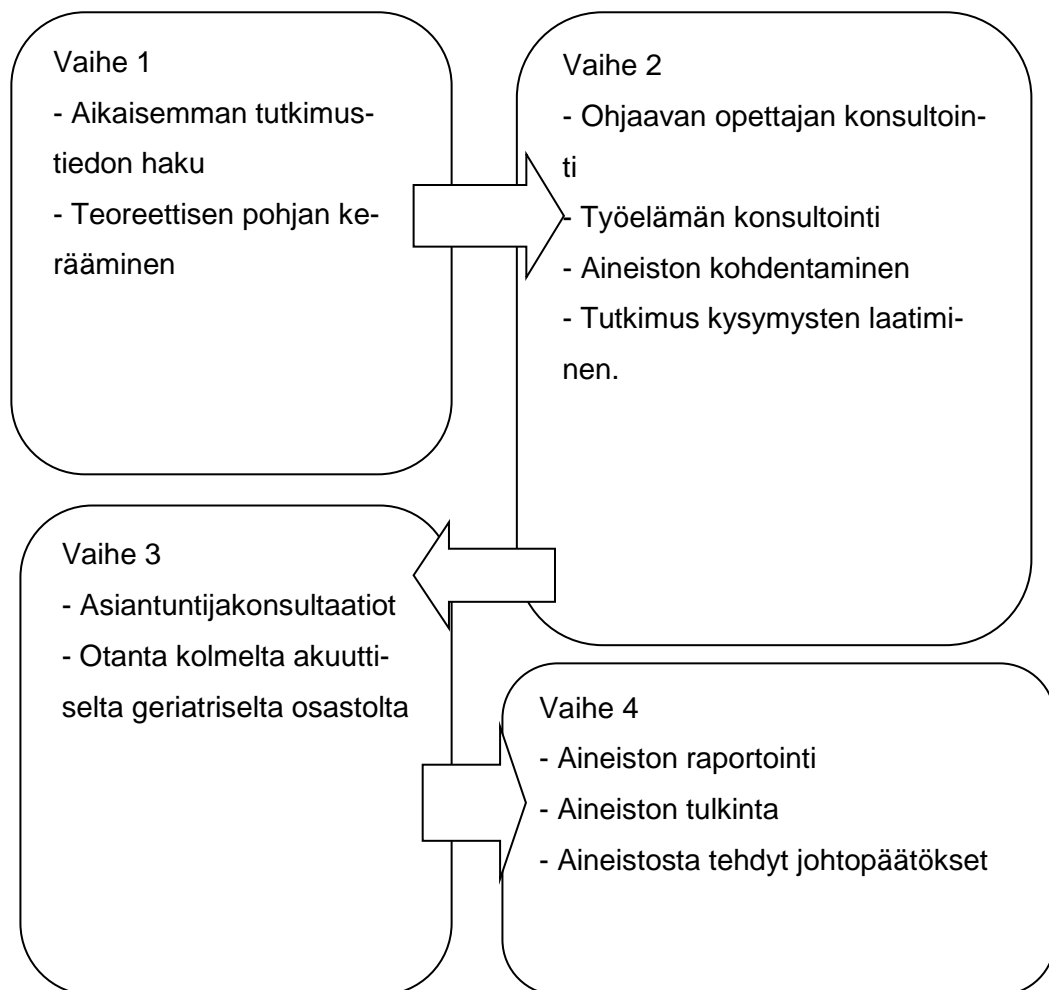 Vaihe 1
- Aikaisemman tutkimus-
tiedon haku
- Teoreettisen pohjan ke-
rääminen
Vaihe 2
- Ohjaavan opettajan konsultoin-
ti
- Työelämän konsultointi
- Aineiston kohdentaminen
- Tutkimus kysymysten laatimi-
nen.
Vaihe 3
- Asiantuntijakonsultaatiot
- Otanta kolmelta akuutti-
selta geriatriselta osastolta
Vaihe 4
- Aineiston raportointi
- Aineiston tulkinta
- Aineistosta tehdyt johtopäätökset